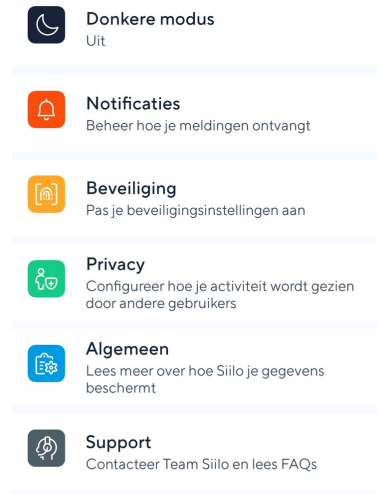 Donkere modus
Uit
Notificaties
Beheer hoe je meldingen ontvangt
Beveiliging
Pas je beveiligingsinstellingen aan
Privacy
Configureer hoe je activiteit wordt gezien
door andere gebruikers
Algemeen
Lees meer over hoe Siilo je gegevens
beschermt
Support
Contacteer Team Siilo en lees FAQs